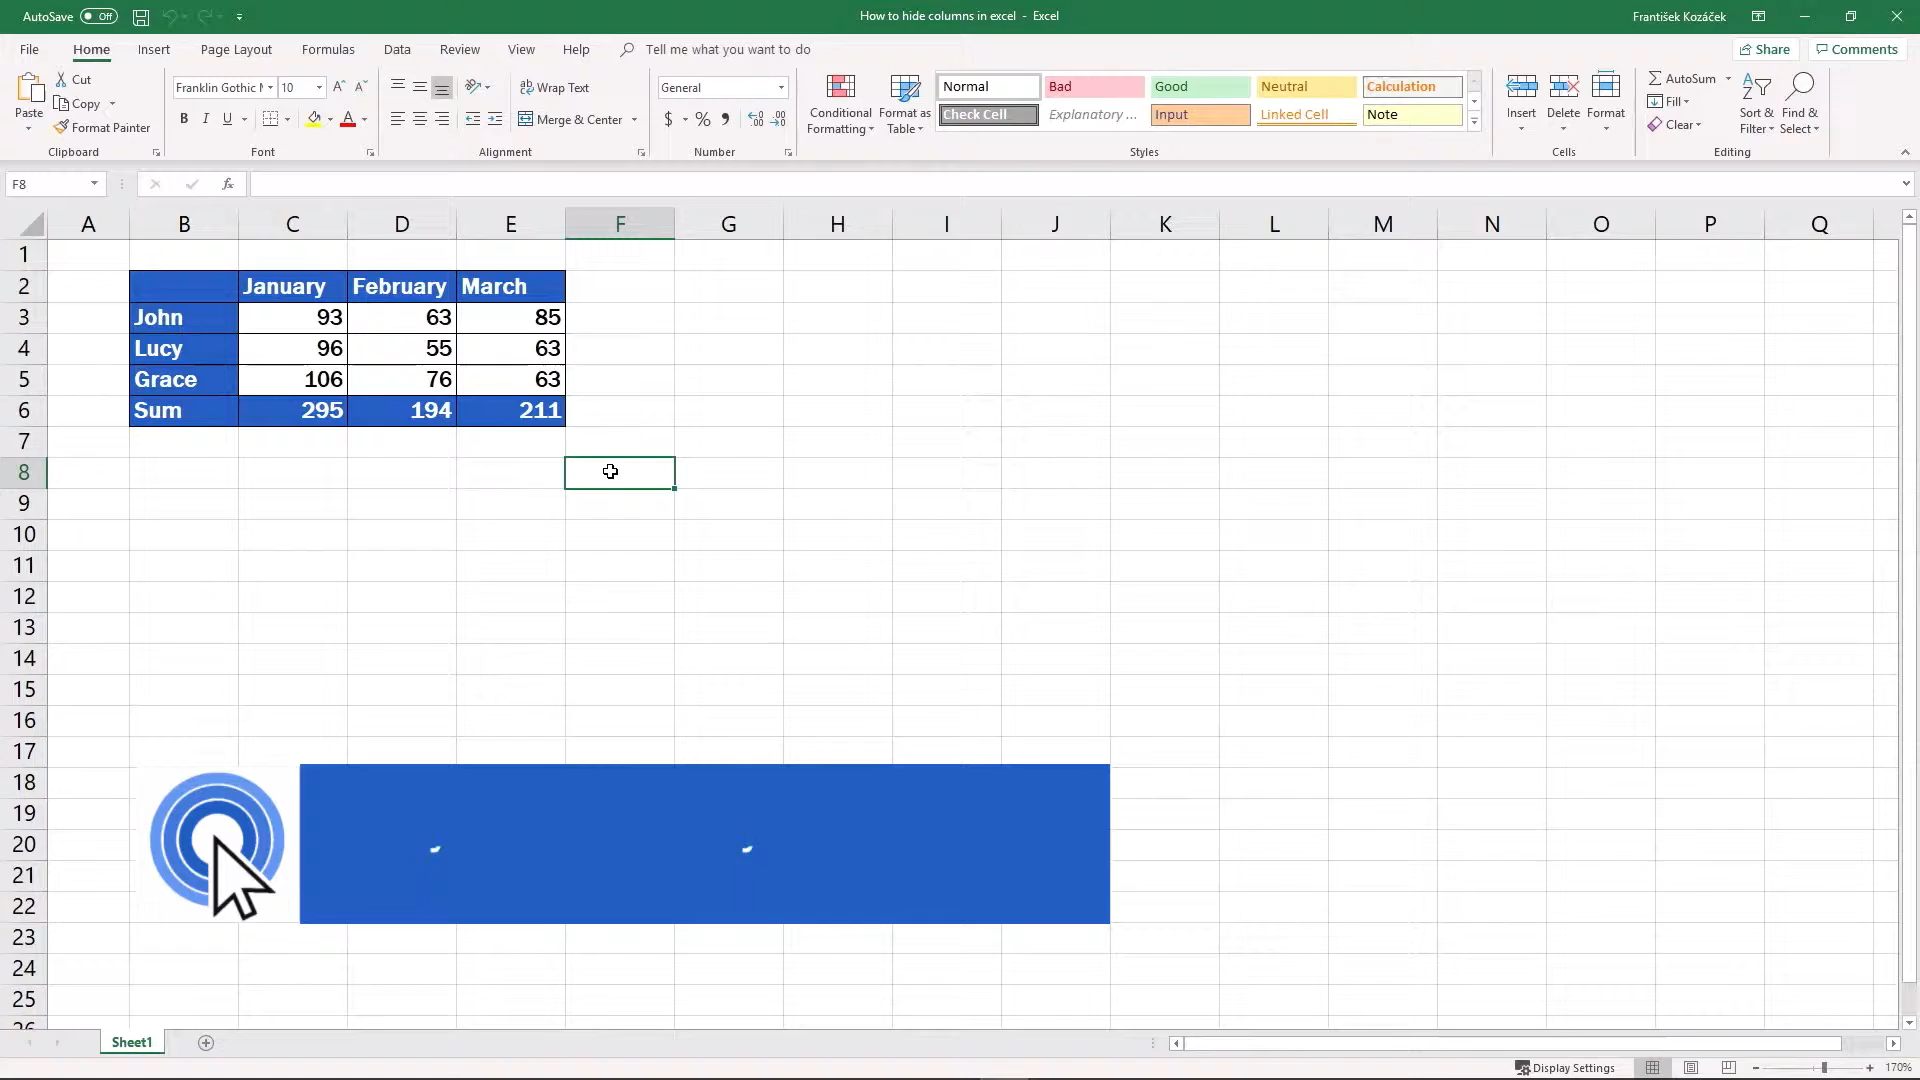 AutoSave Off
How to hide columns in excel - Excel
František Kozáček
File Home Insert Page Layout Formulas Data Review View Help Tell me what you want to do
Share Comments
Paste
Cut
Copy
Format Painter
Clipboard
10
B I U A
Font
Wrap Text
Merge & Center
Alignment
General
$ %
Number
Conditional Formatting
Format as Table
Normal Bad Good Neutral Calculation
Check Cell Explanatory ... Input Linked Cell Note
Styles
Insert Delete Format
Cells
AutoSum
Fill
Clear
Sort & Filter
Find & Select
Editing
F8
fx
A B C D E F G H I J K L M N O P Q
1
2 January February March
3 John 93 63 85
4 Lucy 96 55 63
5 Grace 106 76 63
6 Sum 295 194 211
7
8
9
10
11
12
13
14
15
16
17
18
19
20
21
22
23
24
25
26
Sheet1
Display Settings
170%